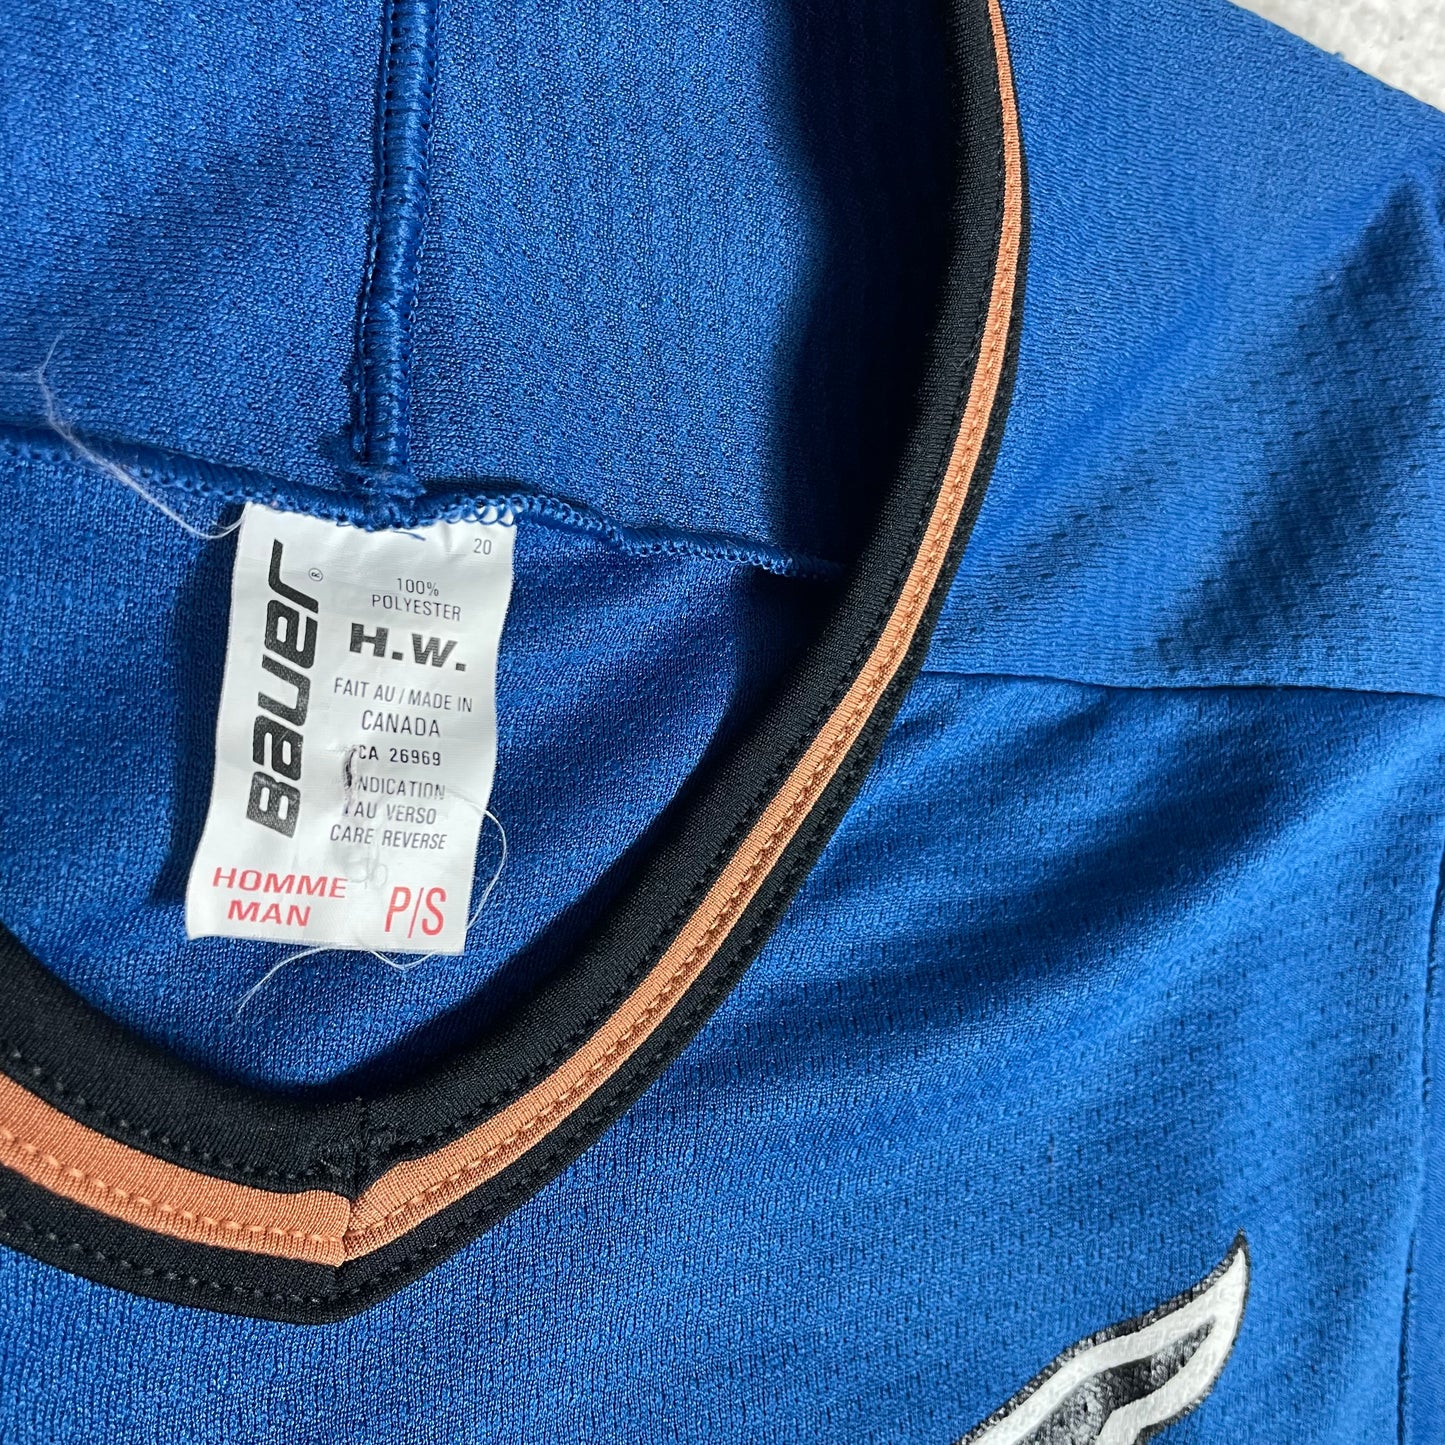 20
Bauer®
100%
POLYESTER
H.W.
FAIT AU / MADE IN
CANADA
CA 26969
INDICATION
AU VERSO
CARE REVERSE
HOMME
MAN
P/S